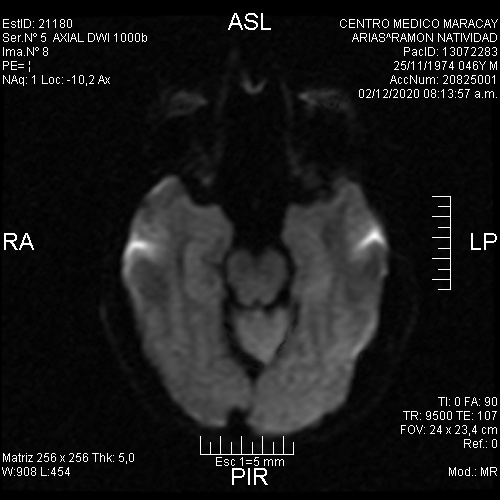 EstID: 21180
Ser.Nº 5 AXIAL DWI 1000b
Ima.Nº 8
PE= ¦
NAq: 1 Loc: -10,2 Ax
ASL
CENTRO MEDICO MARACAY
ARIAS^RAMON NATIVIDAD
PacID: 13072283
25/11/1974 046Y M
AccNum: 20825001
02/12/2020 08:13:57 a.m.
RA
LP
Matriz 256 x 256 Thk: 5,0
W:908 L:454
Esc 1=5 mm
PIR
TI: 0 FA: 90
TR: 9500 TE: 107
FOV: 24 x 23,4 cm
Ref.: 0
Mod.: MR